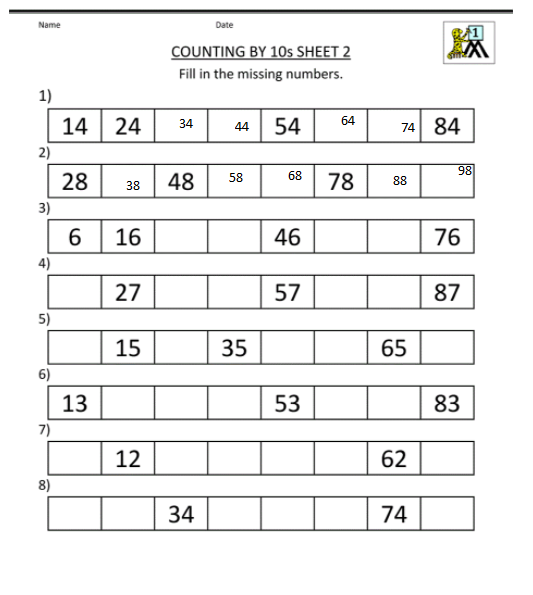 Name Date
1
COUNTING BY 10s SHEET 2
Fill in the missing numbers.
1)
14 24 34 44 54 64 74 84
2)
28 38 48 58 68 78 88 98
3)
6 16 46 76
4)
27 57 87
5)
15 35 65
6)
13 53 83
7)
12 62
8)
34 74